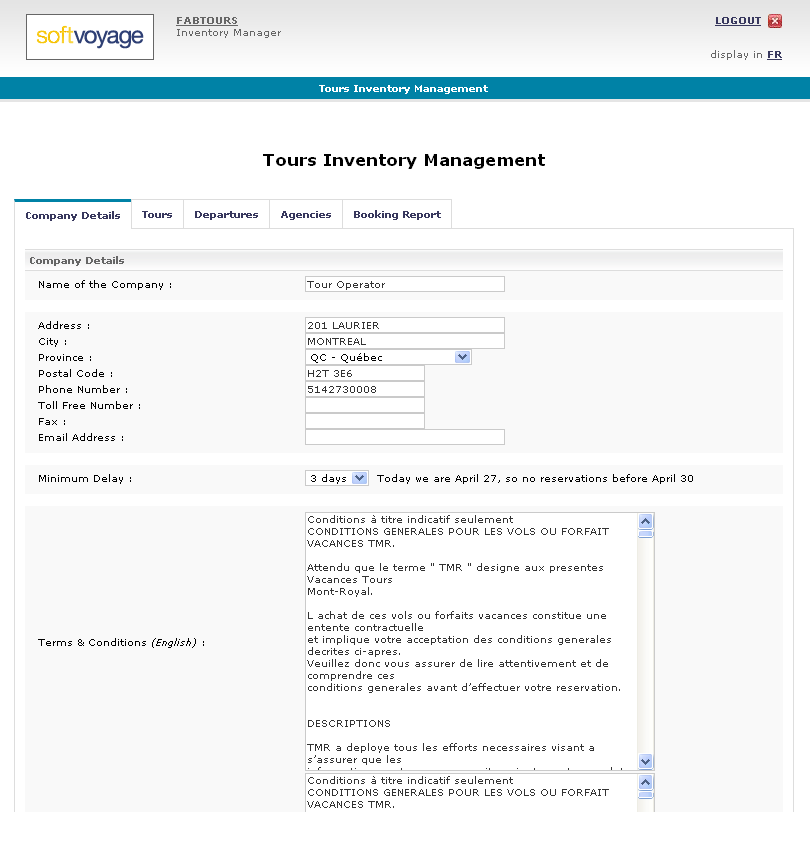 softvoyage
FABTOURS
Inventory Manager
LOGOUT
display in FR
Tours Inventory Management
Tours Inventory Management
Company Details
Tours
Departures
Agencies
Booking Report
Company Details
Name of the Company : Tour Operator
Address : 201 LAURIER
City : MONTREAL
Province : QC - Québec
Postal Code : H2T 3E6
Phone Number : 5142730008
Toll Free Number :
Fax :
Email Address :
Minimum Delay : 3 days Today we are April 27, so no reservations before April 30
Terms & Conditions (English) :
Conditions à titre indicatif seulement
CONDITIONS GENERALES POUR LES VOLS OU FORFAIT
VACANCES TMR.
Attendu que le terme " TMR " designe aux presentes
Vacances Tours
Mont-Royal.
L achat de ces vols ou forfaits vacances constitue une
entente contractuelle
et implique votre acceptation des conditions generales
decrites ci-apres.
Veuillez donc vous assurer de lire attentivement et de
comprendre ces
conditions generales avant d'effectuer votre reservation.
DESCRIPTIONS
TMR a deploye tous les efforts necessaires visant a
s'assurer que les
Conditions à titre indicatif seulement
CONDITIONS GENERALES POUR LES VOLS OU FORFAIT
VACANCES TMR.